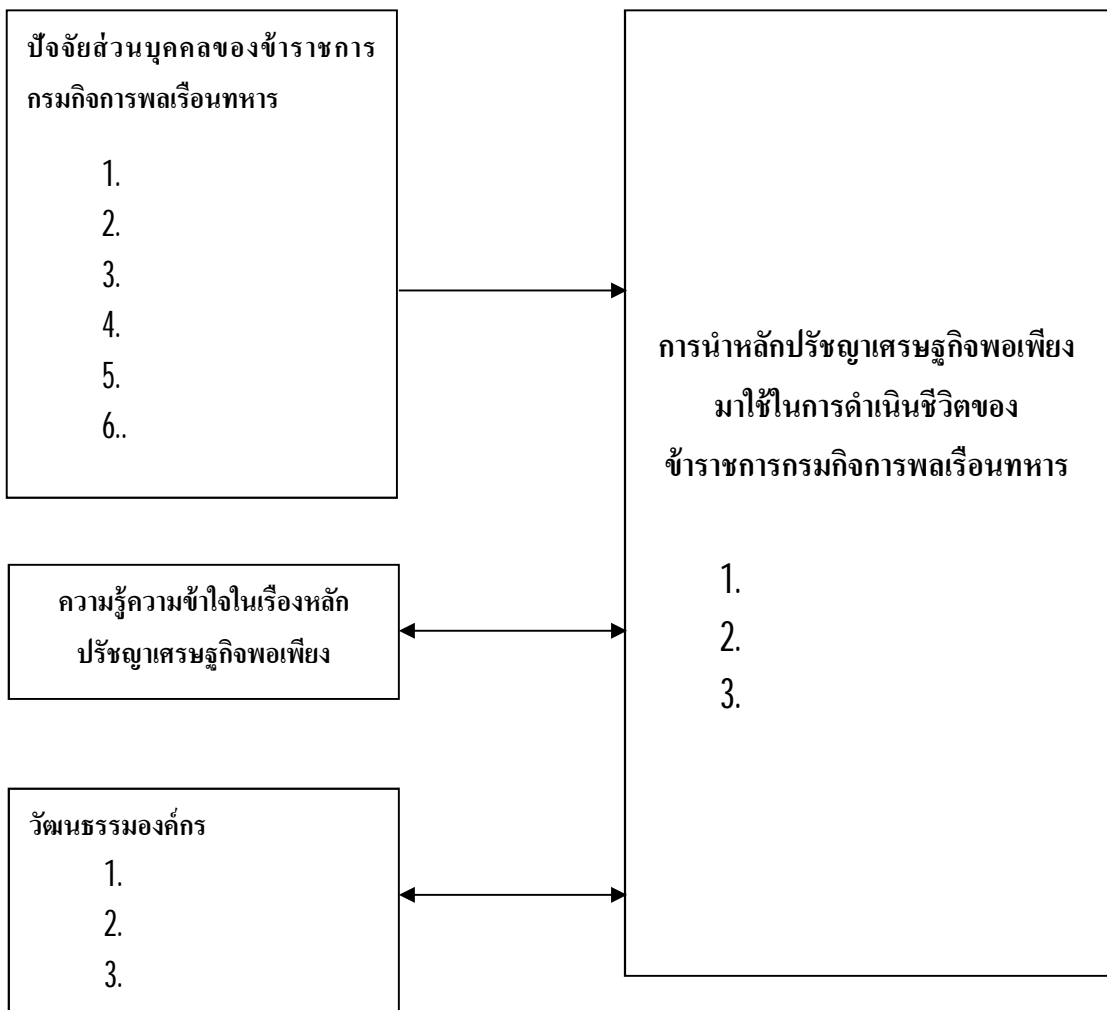 ปัจจัยส่วนบุคคลของข้าราชการ
กรมกิจการพลเรือนทหาร
1.
2.
3.
4.
5.
6..
การนำหลักปรัชญาเศรษฐกิจพอเพียง
มาใช้ในการดำเนินชีวิตของ
ข้าราชการกรมกิจการพลเรือนทหาร
1.
2.
3.
ความรู้ความข้าใจในเรื่องหลัก
ปรัชญาเศรษฐกิจพอเพียง
วัฒนธรรมองค์กร
1.
2.
3.